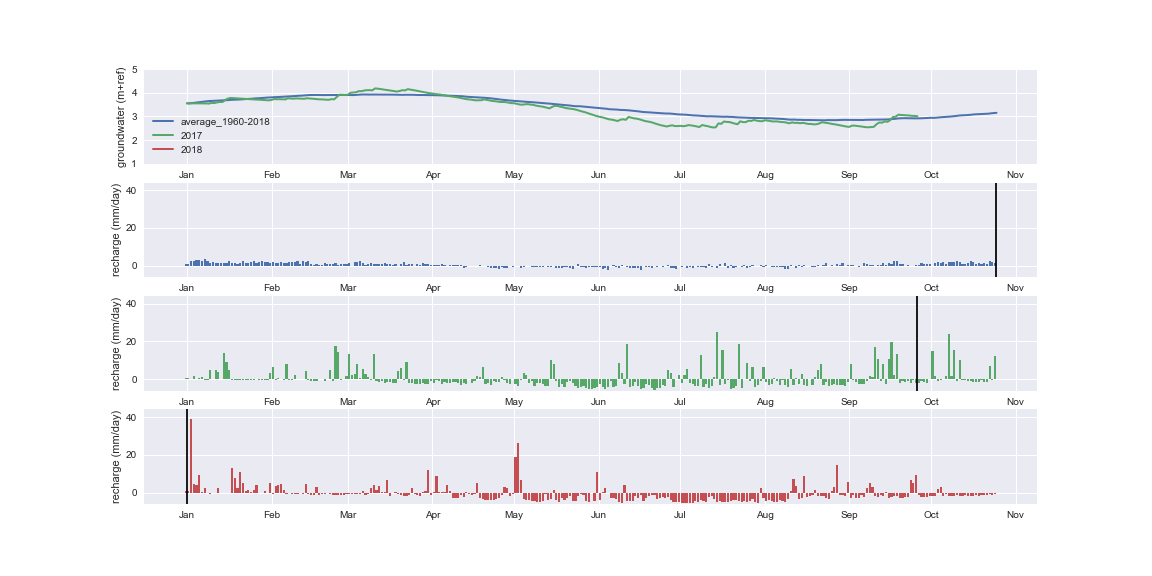 groundwater (m+ref)
5
4
3
2
1
average_1960-2018
2017
2018
Jan Feb Mar Apr May Jun Jul Aug Sep Oct Nov
recharge (mm/day)
40
20
0
Jan Feb Mar Apr May Jun Jul Aug Sep Oct Nov
recharge (mm/day)
40
20
0
Jan Feb Mar Apr May Jun Jul Aug Sep Oct Nov
recharge (mm/day)
40
20
0
Jan Feb Mar Apr May Jun Jul Aug Sep Oct Nov